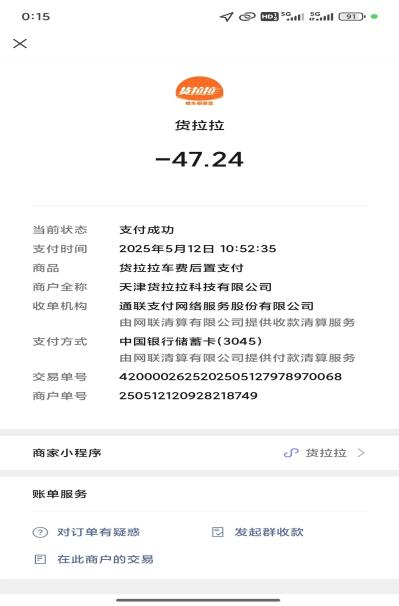 0:15
HD 5G 5G 91
货拉拉
货拉拉
-47.24
当前状态 支付成功
支付时间 2025年5月12日 10:52:35
商品 货拉拉车费后置支付
商户全称 天津货拉拉科技有限公司
收单机构 通联支付网络服务股份有限公司
由网联清算有限公司提供收款清算服务
支付方式 中国银行储蓄卡(3045)
由网联清算有限公司提供付款清算服务
交易单号 4200002625202505127978970068
商户单号 250512120928218749
商家小程序 货拉拉
账单服务
对订单有疑惑 发起群收款
在此商户的交易